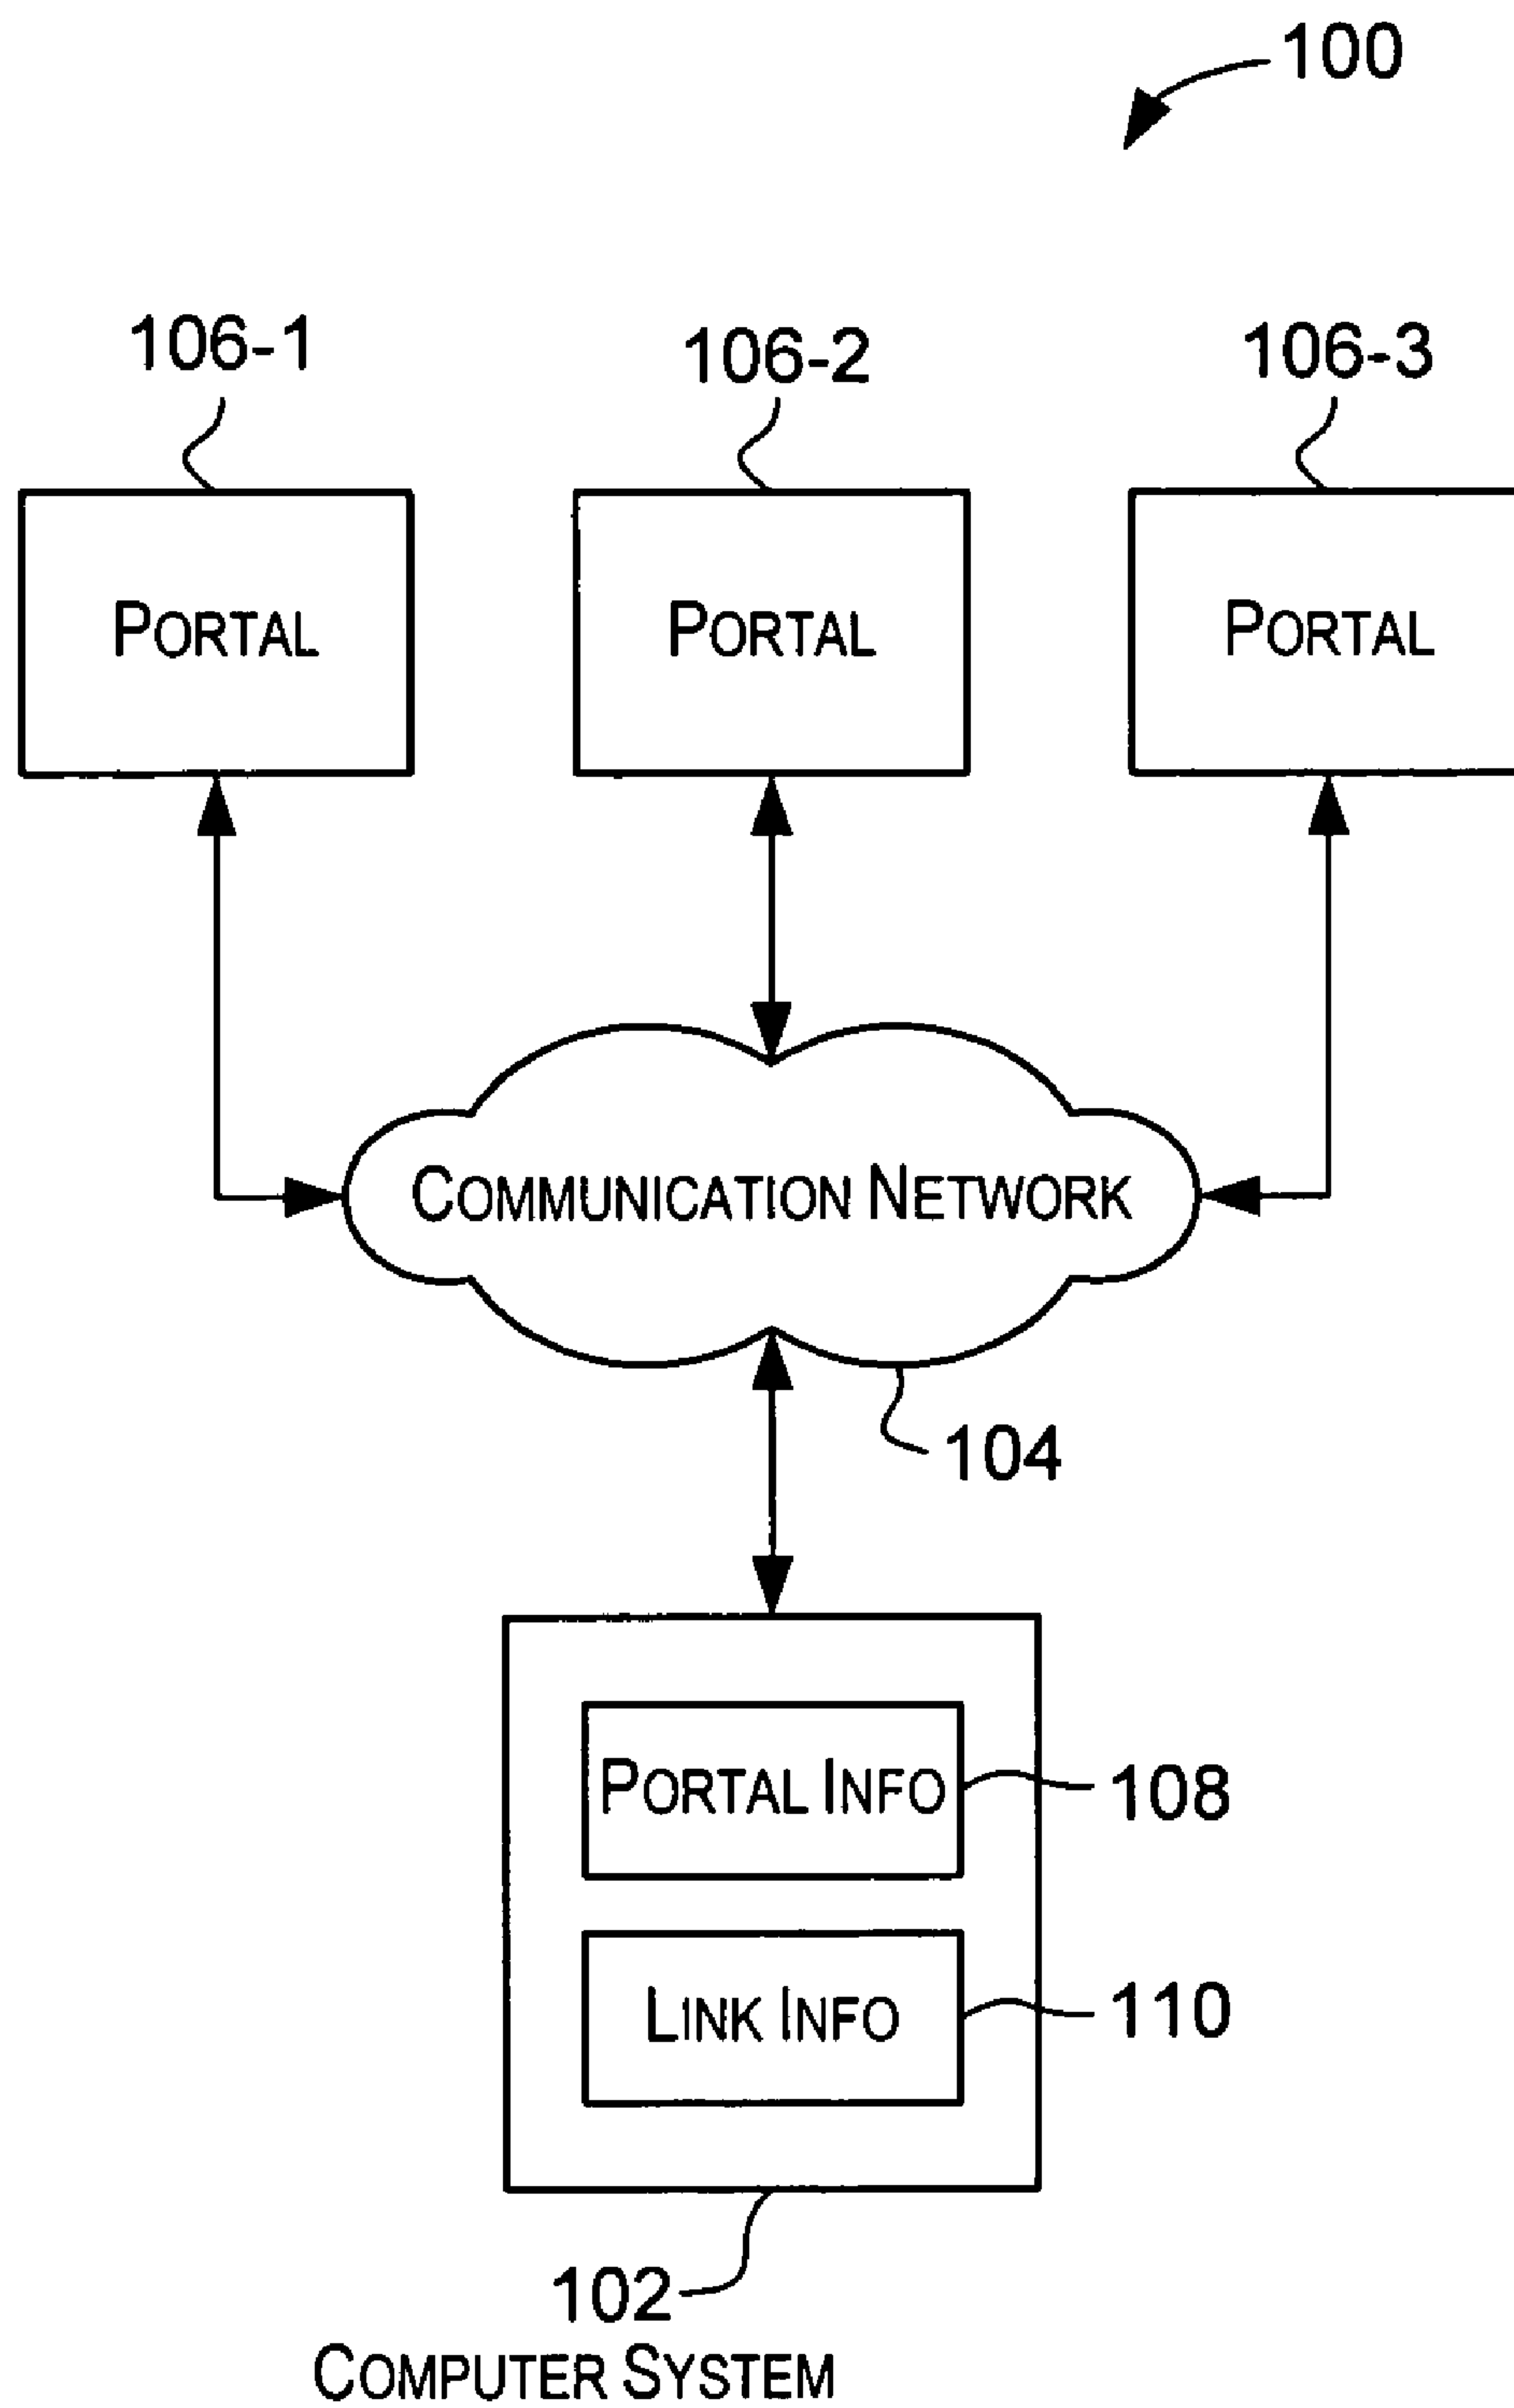 100
106-1
106-2
106-3
PORTAL
PORTAL
PORTAL
COMMUNICATION NETWORK
104
PORTAL INFO
108
LINK INFO
110
102
COMPUTER SYSTEM